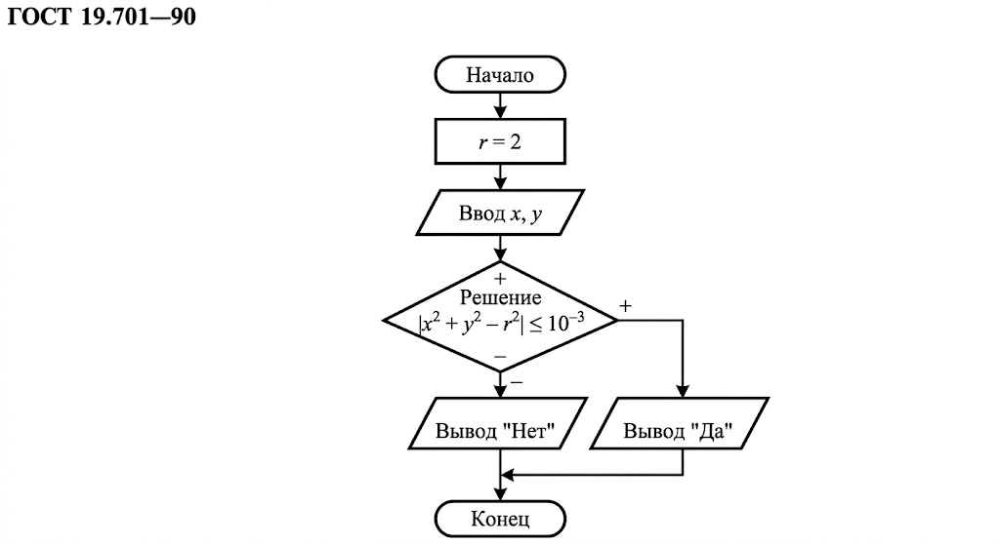 ГОСТ 19.701—90
Начало
r = 2
Ввод x, y
+
Решение
|x² + y² – r²| ≤ 10⁻³
+
–
–
Вывод "Нет"
Вывод "Да"
Конец